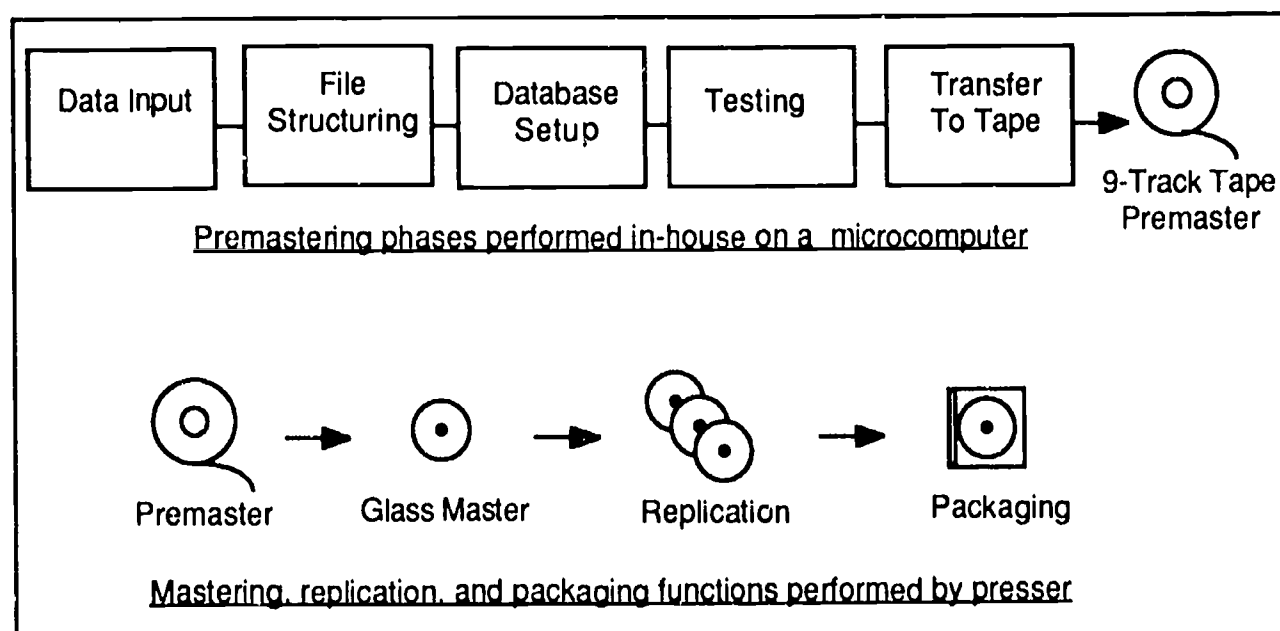 Data Input
File
Structuring
Database
Setup
Testing
Transfer
To Tape
9-Track Tape
Premaster
Premastering phases performed in-house on a microcomputer
Premaster
Glass Master
Replication
Packaging
Mastering, replication, and packaging functions performed by presser